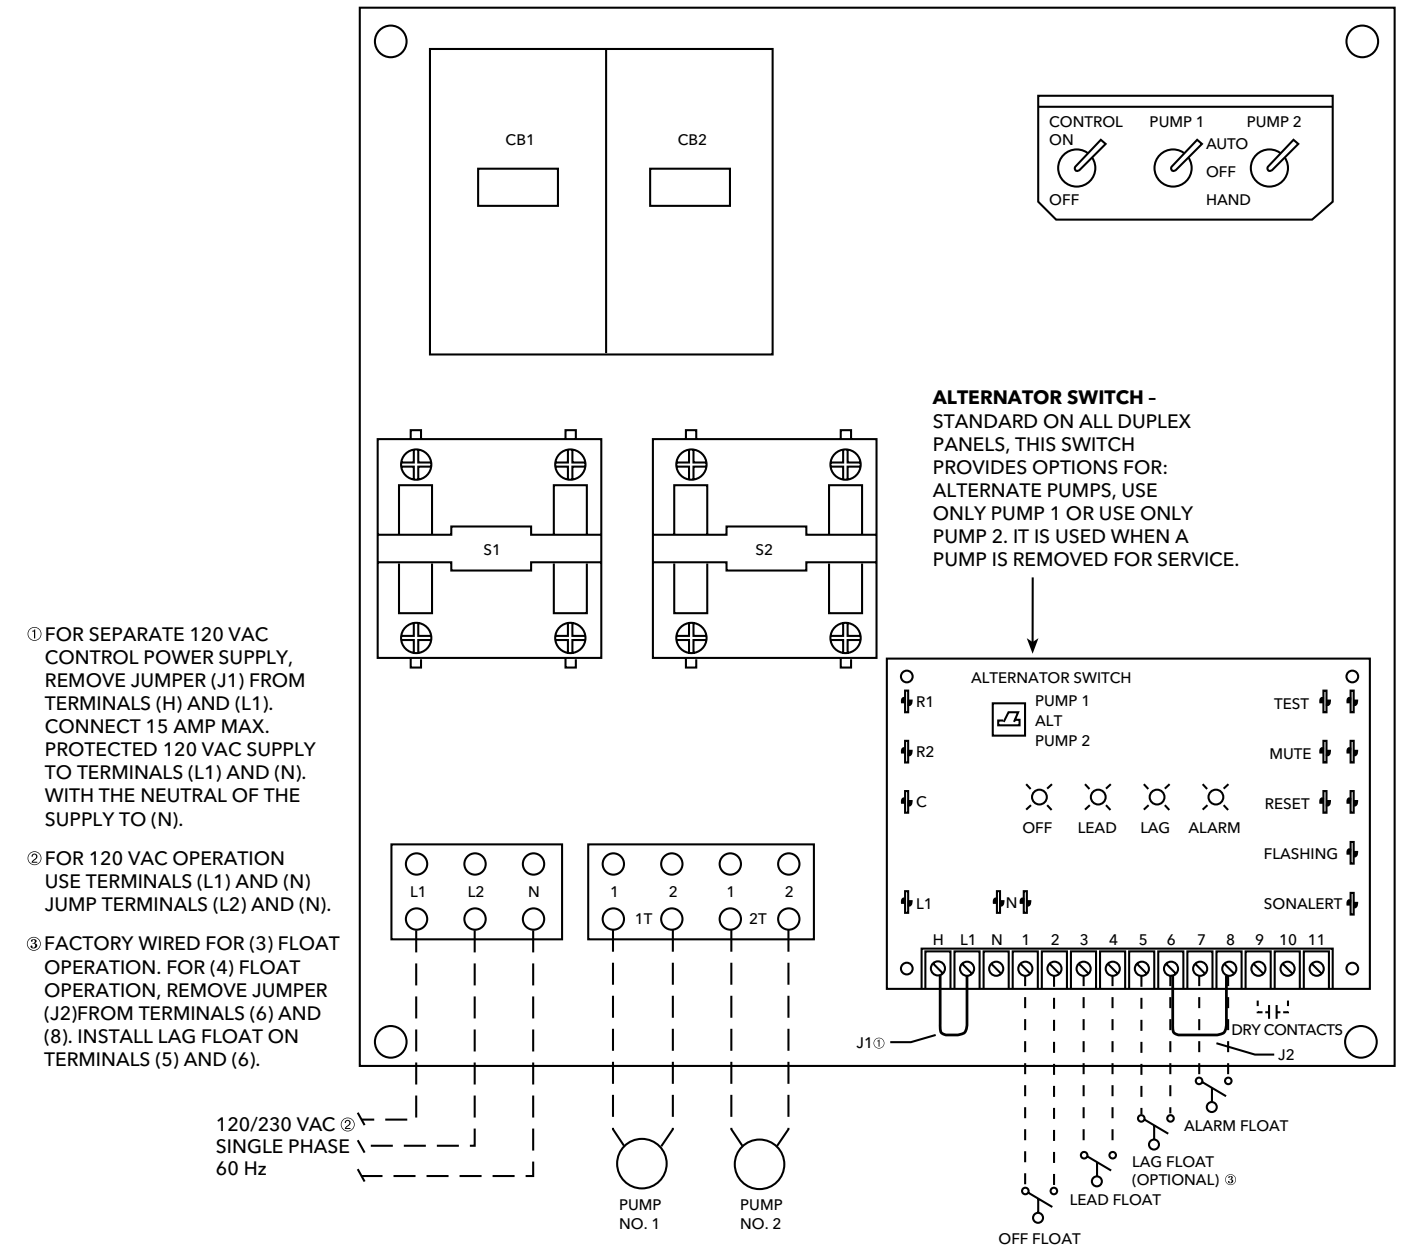 CB1
CB2
CONTROL PUMP 1 PUMP 2
ON
AUTO
OFF
OFF
HAND
ALTERNATOR SWITCH –
STANDARD ON ALL DUPLEX
PANELS, THIS SWITCH
PROVIDES OPTIONS FOR:
ALTERNATE PUMPS, USE
ONLY PUMP 1 OR USE ONLY
PUMP 2. IT IS USED WHEN A
PUMP IS REMOVED FOR SERVICE.
S1
S2
① FOR SEPARATE 120 VAC
CONTROL POWER SUPPLY,
REMOVE JUMPER (J1) FROM
TERMINALS (H) AND (L1).
CONNECT 15 AMP MAX.
PROTECTED 120 VAC SUPPLY
TO TERMINALS (L1) AND (N).
WITH THE NEUTRAL OF THE
SUPPLY TO (N).
② FOR 120 VAC OPERATION
USE TERMINALS (L1) AND (N)
JUMP TERMINALS (L2) AND (N).
③ FACTORY WIRED FOR (3) FLOAT
OPERATION. FOR (4) FLOAT
OPERATION, REMOVE JUMPER
(J2)FROM TERMINALS (6) AND
(8). INSTALL LAG FLOAT ON
TERMINALS (5) AND (6).
ALTERNATOR SWITCH
R1
PUMP 1
ALT
PUMP 2
TEST
R2
MUTE
C
RESET
OFF LEAD LAG ALARM
FLASHING
L1
N
SONALERT
H L1 N 1 2 3 4 5 6 7 8 9 10 11
DRY CONTACTS
J1①
J2
L1 L2 N
1 2 1 2
1T 2T
120/230 VAC ②
SINGLE PHASE
60 Hz
PUMP
NO. 1
PUMP
NO. 2
ALARM FLOAT
LAG FLOAT
(OPTIONAL) ③
LEAD FLOAT
OFF FLOAT